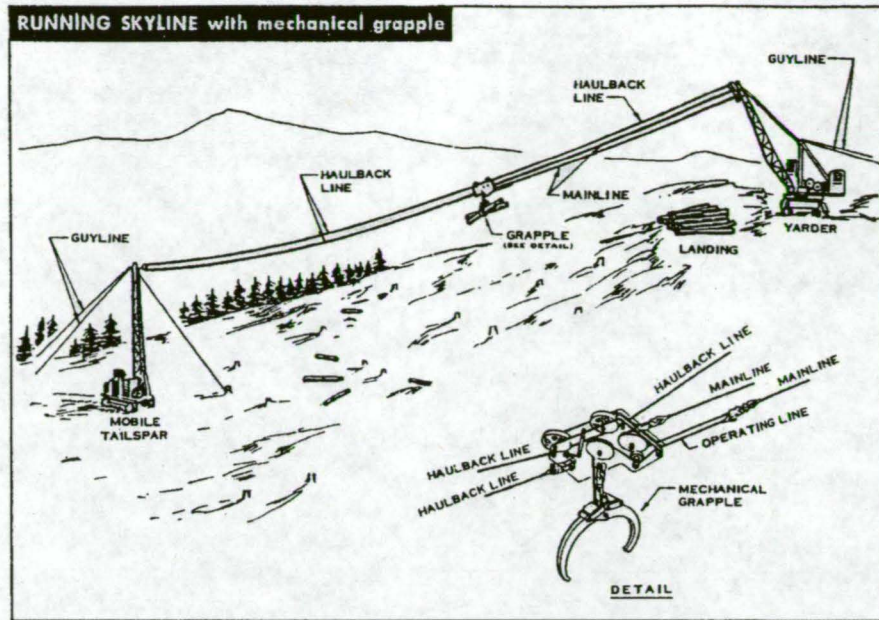 RUNNING SKYLINE with mechanical grapple
GUYLINE
HAULBACK
LINE
HAULBACK
LINE
MAINLINE
GUYLINE
GRAPPLE
(SEE DETAIL)
LANDING
YARDER
MOBILE
TAILSPAR
HAULBACK LINE
MAINLINE
MAINLINE
OPERATING LINE
HAULBACK LINE
HAULBACK LINE
MECHANICAL
GRAPPLE
DETAIL